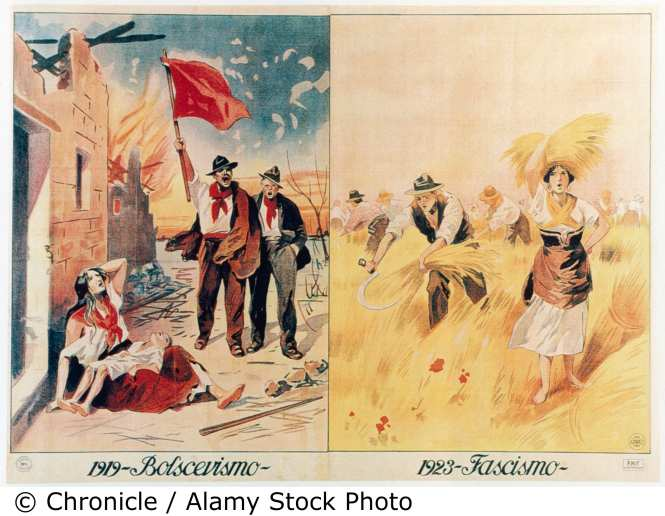 1919-Bolscevismo-
1923-Fascismo-
P.N.F.
© Chronicle / Alamy Stock Photo